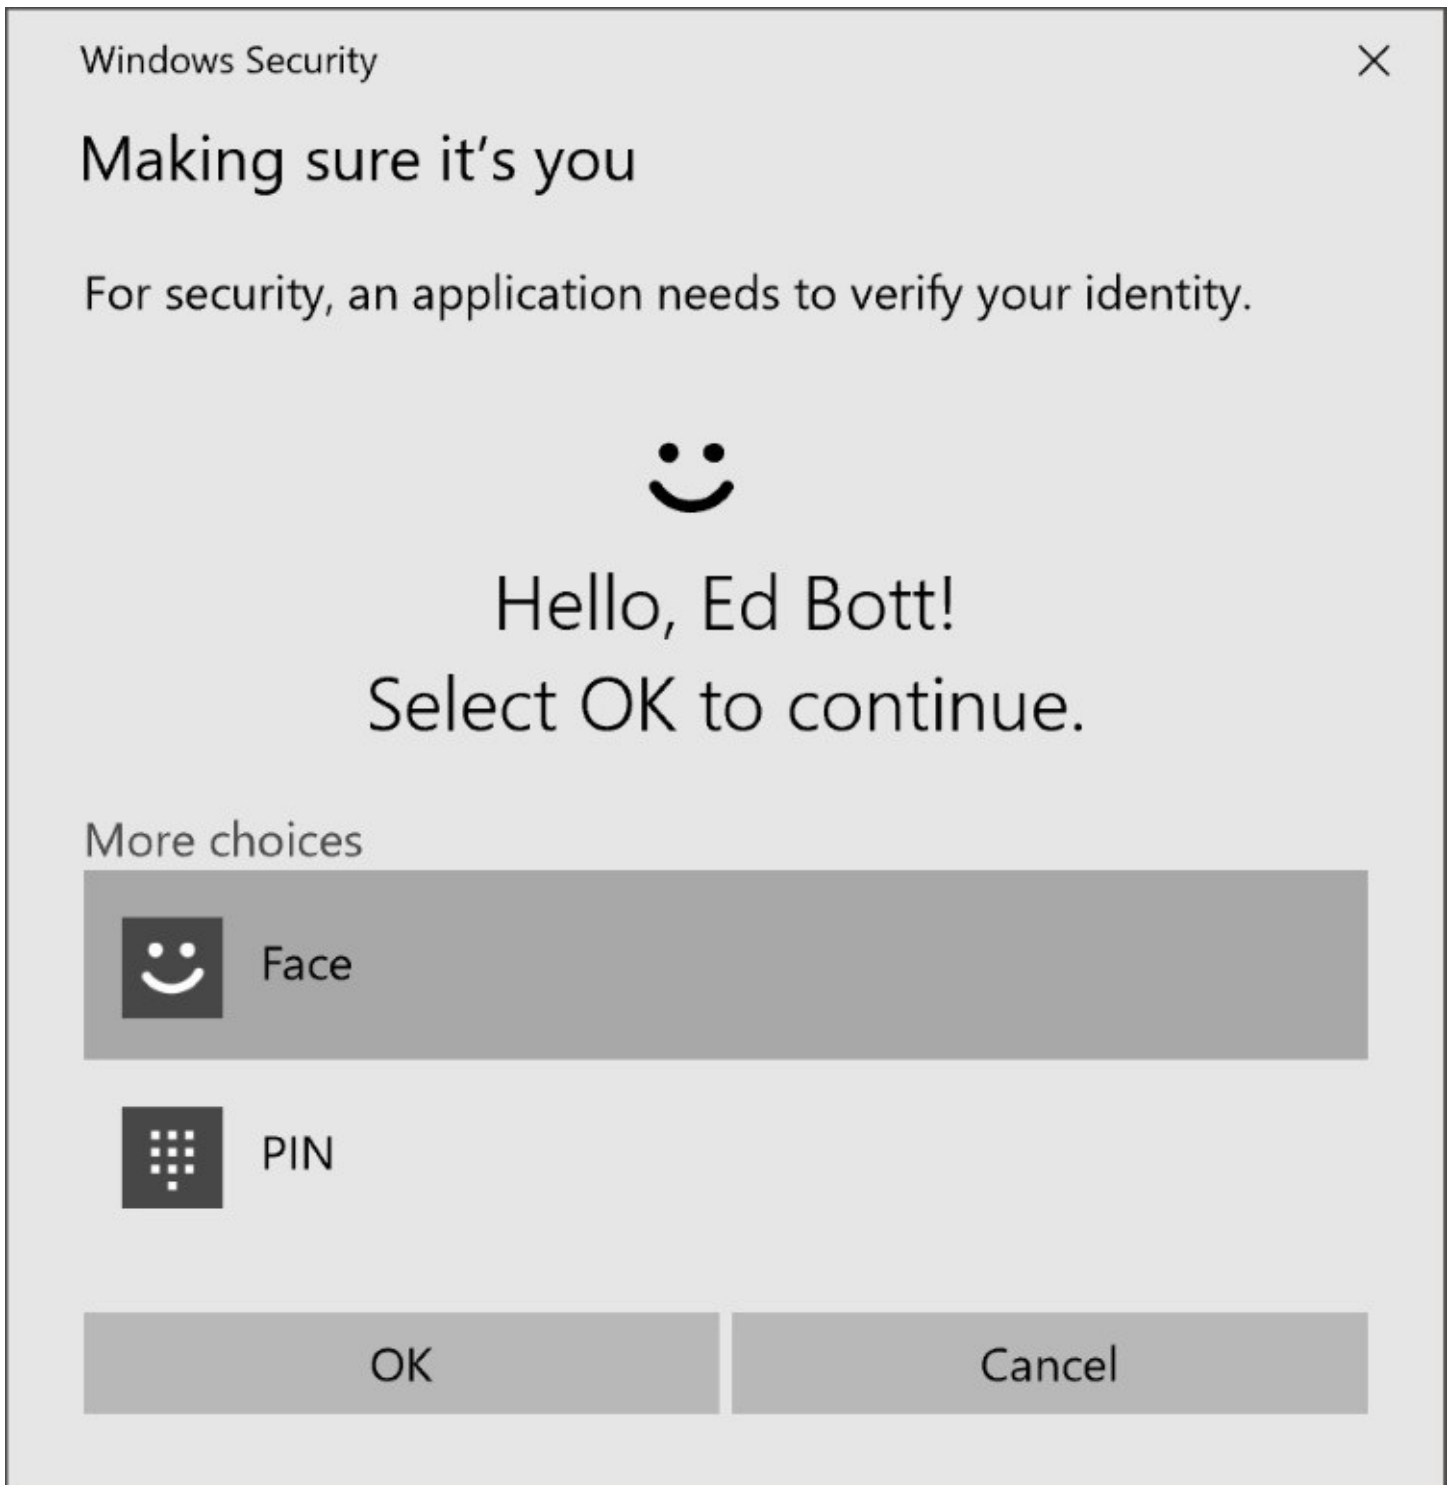 Windows Security
Making sure it’s you
For security, an application needs to verify your identity.
Hello, Ed Bott!
Select OK to continue.
More choices
Face
PIN
OK
Cancel